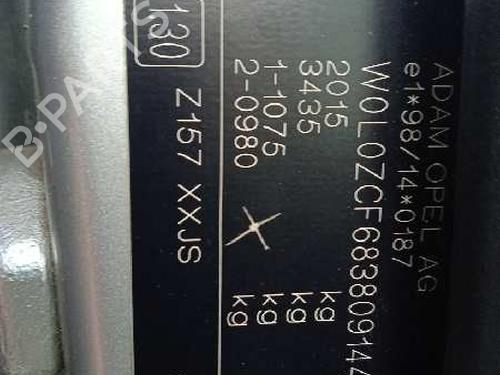 ADAM OPEL AG
e1*98/14*0187
W0L0ZCF68380914
2015 kg
3435 kg
1-1075 kg
2-0980 kg
Z157 XXJS
130
B-PARTS